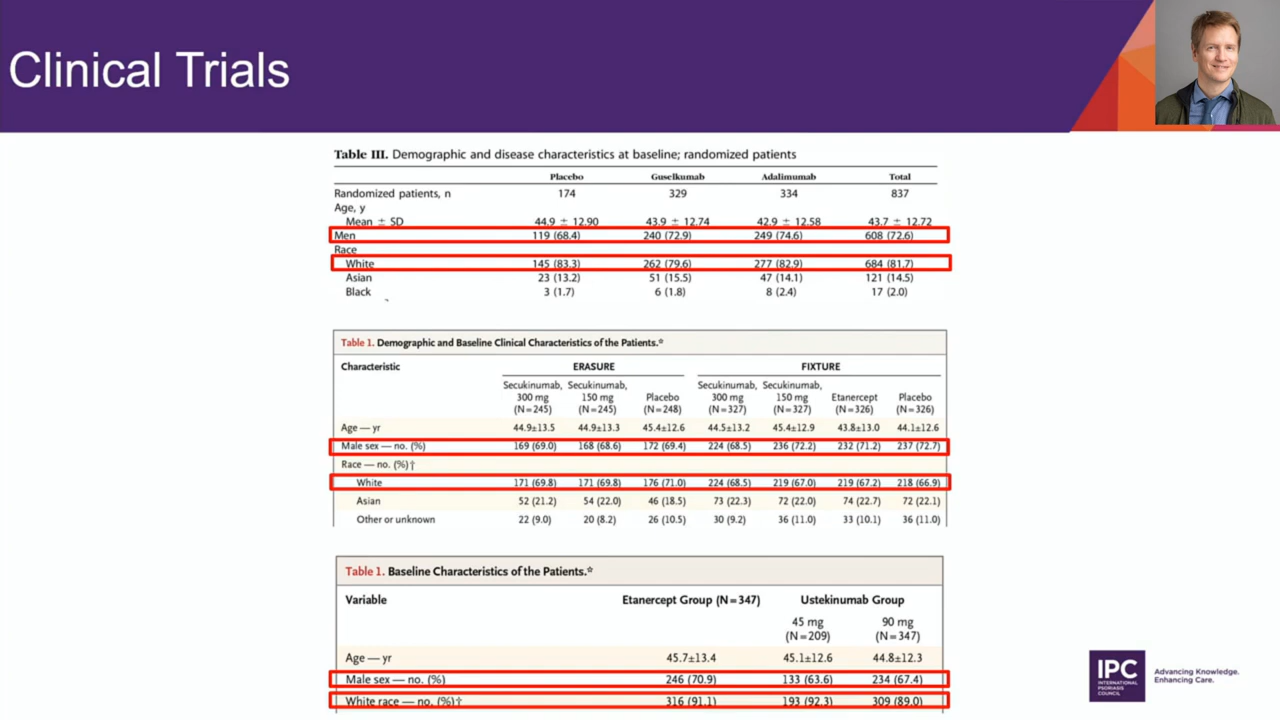 Clinical Trials
Table III. Demographic and disease characteristics at baseline; randomized patients
Placebo Guselkumab Adalimumab Total
Randomized patients, n 174 329 334 837
Age, y
Mean ± SD 44.9 ± 12.90 43.9 ± 12.74 42.9 ± 12.58 43.7 ± 12.72
Men 119 (68.4) 240 (72.9) 249 (74.6) 608 (72.6)
Race
White 145 (83.3) 262 (79.6) 277 (82.9) 684 (81.7)
Asian 23 (13.2) 51 (15.5) 47 (14.1) 121 (14.5)
Black 3 (1.7) 6 (1.8) 8 (2.4) 17 (2.0)
Table 1. Demographic and Baseline Clinical Characteristics of the Patients.*
Characteristic ERASURE FIXTURE
Secukinumab, Secukinumab, Secukinumab, Secukinumab,
300 mg 150 mg Placebo 300 mg 150 mg Etanercept Placebo
(N=245) (N=245) (N=248) (N=327) (N=327) (N=326) (N=326)
Age — yr 44.9±13.5 44.9±13.3 45.4±12.6 44.5±13.2 45.4±12.9 43.8±13.0 44.1±12.6
Male sex — no. (%) 169 (69.0) 168 (68.6) 172 (69.4) 224 (68.5) 236 (72.2) 232 (71.2) 237 (72.7)
Race — no. (%)†
White 171 (69.8) 171 (69.8) 176 (71.0) 224 (68.5) 219 (67.0) 219 (67.2) 218 (66.9)
Asian 52 (21.2) 54 (22.0) 46 (18.5) 73 (22.3) 72 (22.0) 74 (22.7) 72 (22.1)
Other or unknown 22 (9.0) 20 (8.2) 26 (10.5) 30 (9.2) 36 (11.0) 33 (10.1) 36 (11.0)
Table 1. Baseline Characteristics of the Patients.*
Variable Etanercept Group (N=347) Ustekinumab Group
45 mg 90 mg
(N=209) (N=347)
Age — yr 45.7±13.4 45.1±12.6 44.8±12.3
Male sex — no. (%) 246 (70.9) 133 (63.6) 234 (67.4)
White race — no. (%)† 316 (91.1) 193 (92.3) 309 (89.0)
IPC
INTERNATIONAL
PSORIASIS
COUNCIL
Advancing Knowledge.
Enhancing Care.